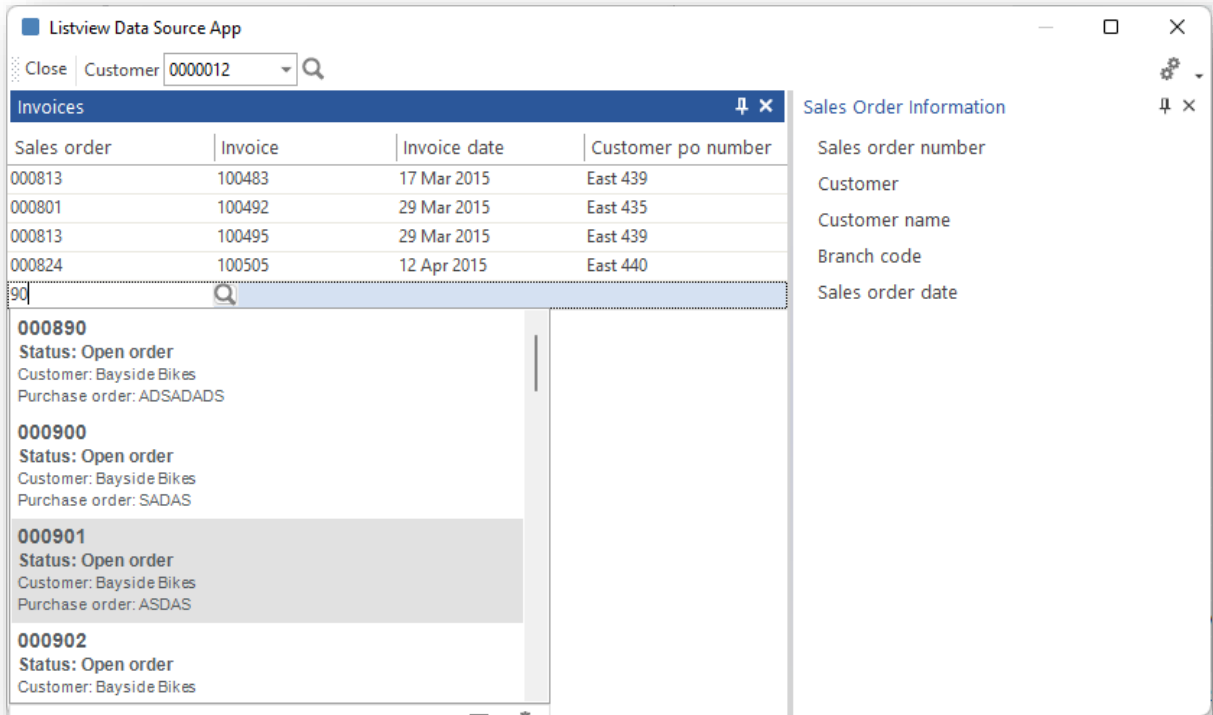 Listview Data Source App
Close Customer 0000012
Invoices
Sales order Invoice Invoice date Customer po number
000813 100483 17 Mar 2015 East 439
000801 100492 29 Mar 2015 East 435
000813 100495 29 Mar 2015 East 439
000824 100505 12 Apr 2015 East 440
90
000890
Status: Open order
Customer: Bayside Bikes
Purchase order: ADSADADS
000900
Status: Open order
Customer: Bayside Bikes
Purchase order: SADAS
000901
Status: Open order
Customer: Bayside Bikes
Purchase order: ASDAS
000902
Status: Open order
Customer: Bayside Bikes
Sales Order Information
Sales order number
Customer
Customer name
Branch code
Sales order date